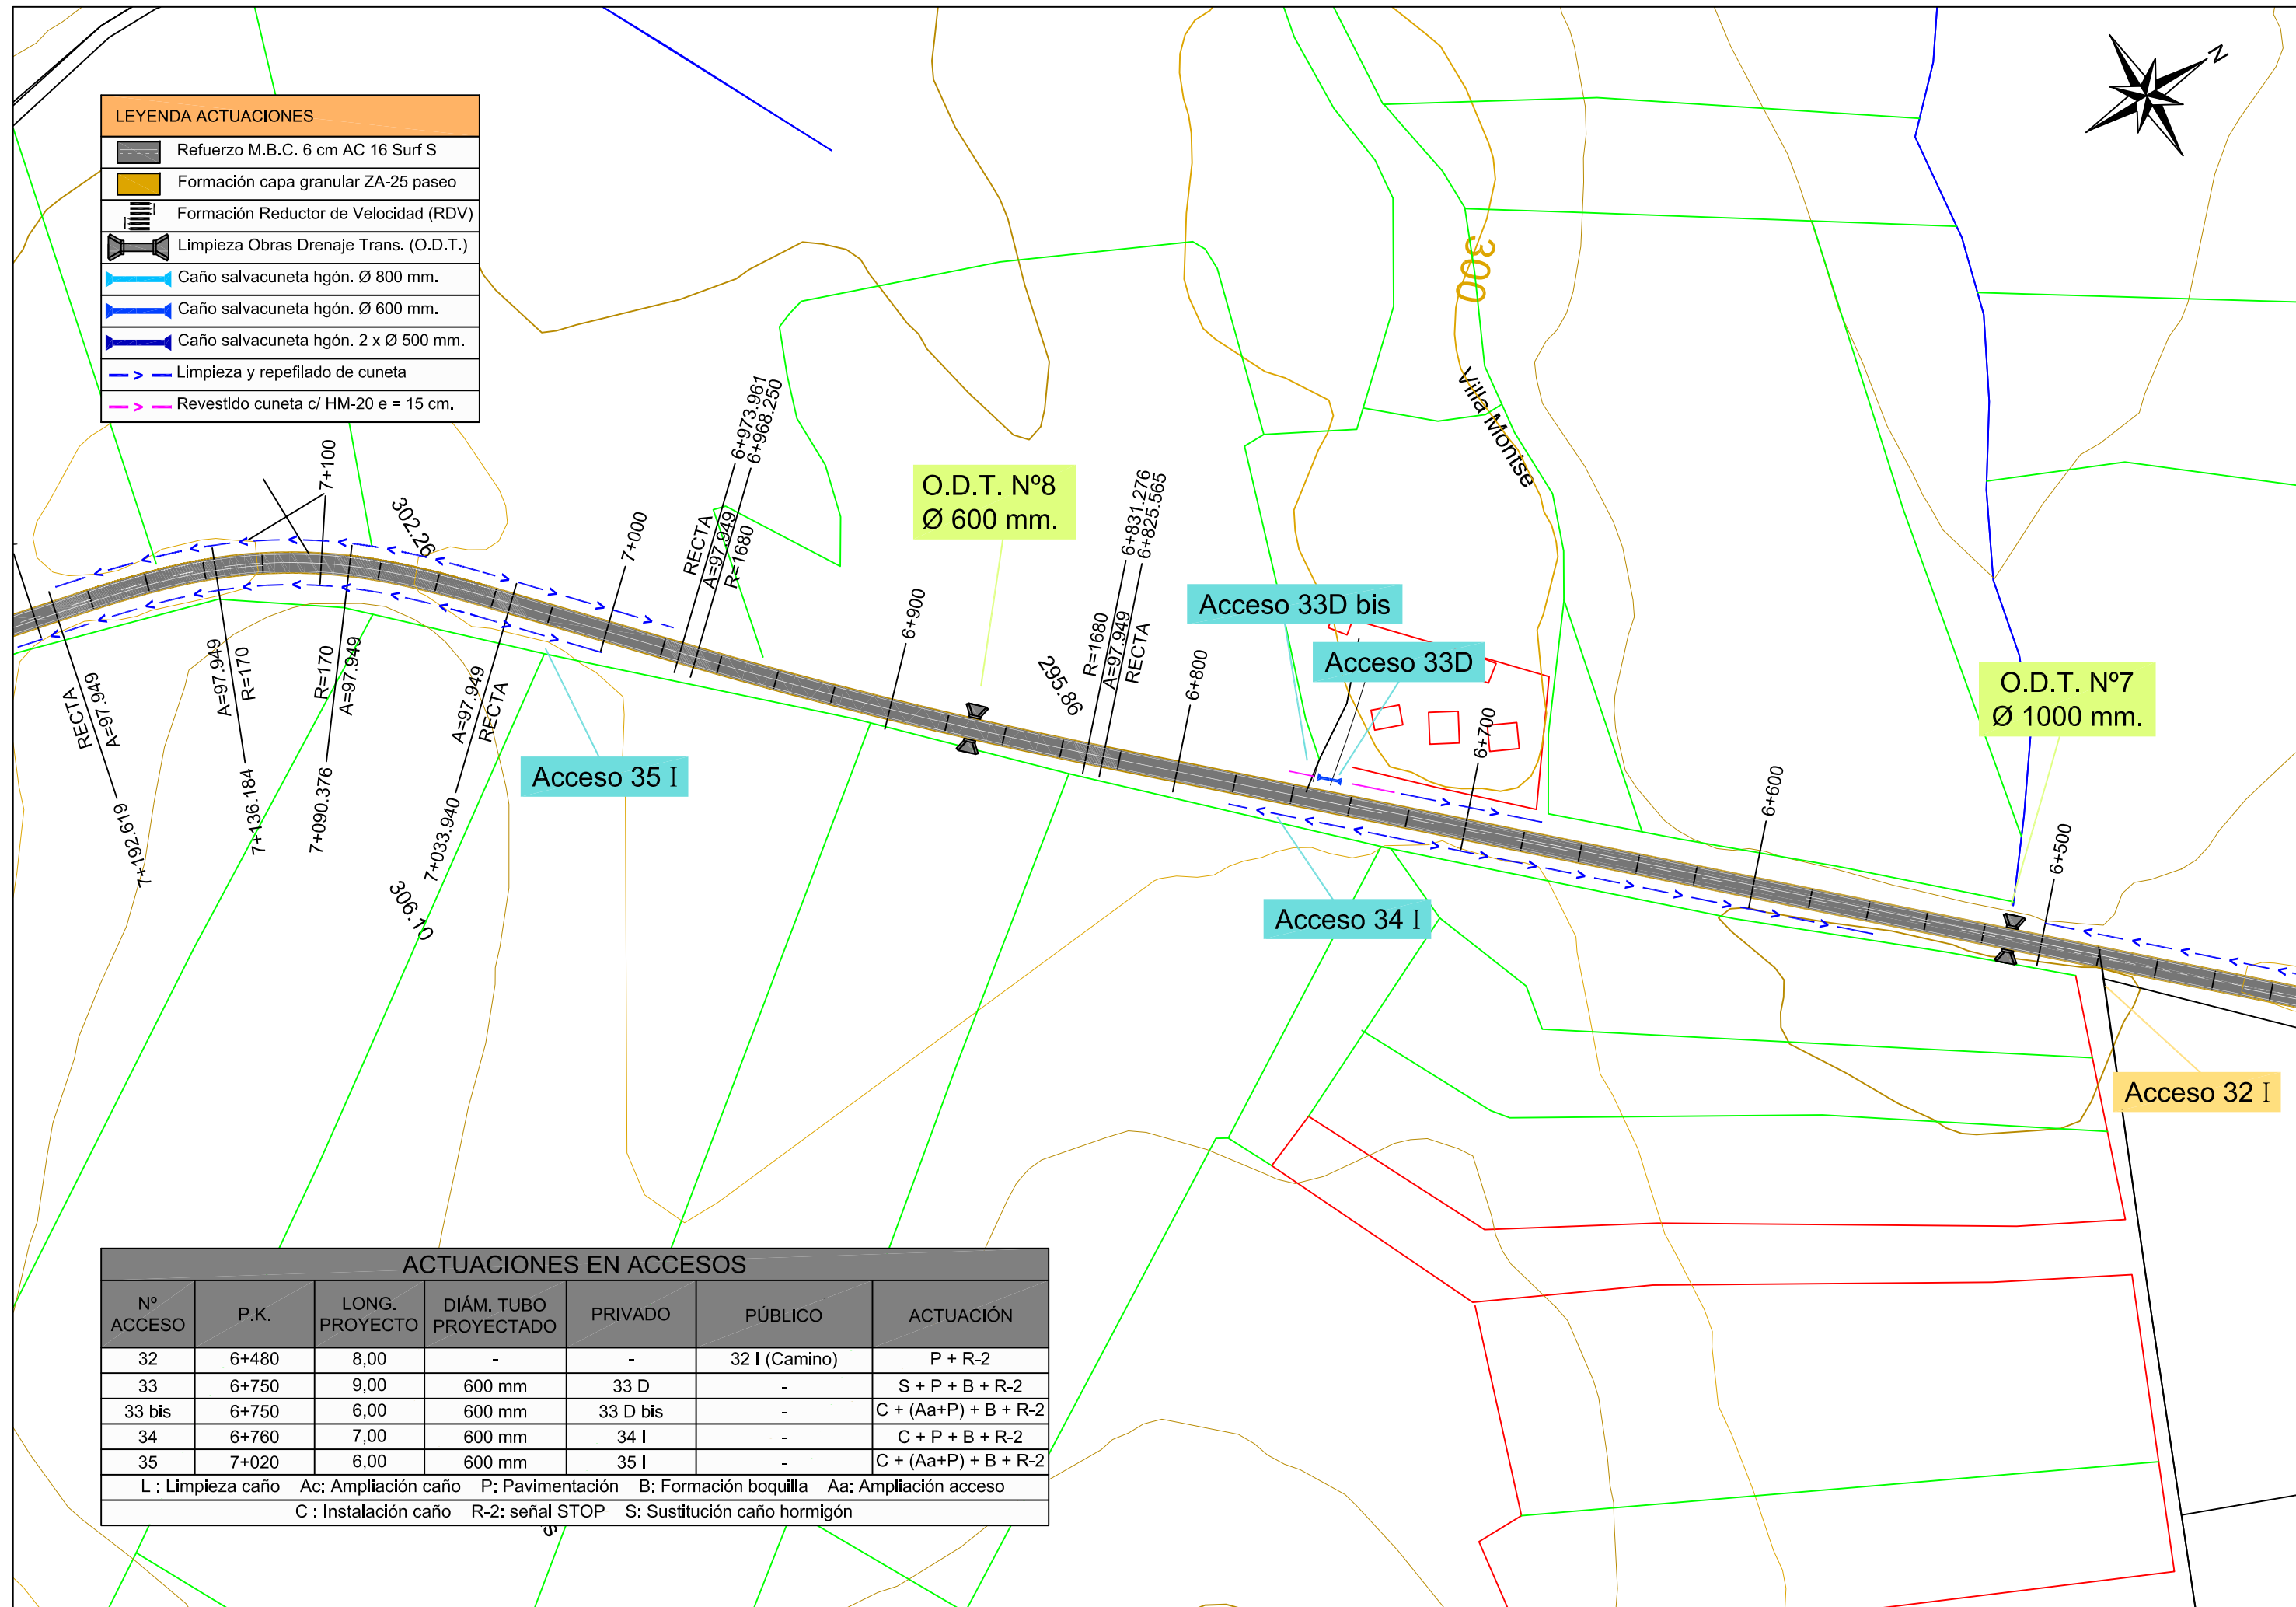 N
LEYENDA ACTUACIONES
Refuerzo M.B.C. 6 cm AC 16 Surf S
Formación capa granular ZA-25 paseo
Formación Reductor de Velocidad (RDV)
Limpieza Obras Drenaje Trans. (O.D.T.)
Caño salvacuneta hgón. Ø 800 mm.
Caño salvacuneta hgón. Ø 600 mm.
Caño salvacuneta hgón. 2 x Ø 500 mm.
Limpieza y repefilado de cuneta
Revestido cuneta c/ HM-20 e = 15 cm.
300
Villa Montse
7+100
302.26
7+000
6+973.961
6+968.250
RECTA
A=97.949
R=1680
O.D.T. Nº8
Ø 600 mm.
6+900
295.86
6+831.276
6+825.565
R=1680
A=97.949
RECTA
6+800
Acceso 33D bis
Acceso 33D
6+700
6+600
O.D.T. Nº7
Ø 1000 mm.
6+500
RECTA
A=97.949
7+192.619
A=97.949
R=170
7+136.184
R=170
A=97.949
7+090.376
A=97.949
RECTA
7+033.940
306.10
Acceso 35 I
Acceso 34 I
Acceso 32 I
ACTUACIONES EN ACCESOS
Nº ACCESO P.K. LONG. PROYECTO DIÁM. TUBO PROYECTADO PRIVADO PÚBLICO ACTUACIÓN
32 6+480 8,00 - - 32 I (Camino) P + R-2
33 6+750 9,00 600 mm 33 D - S + P + B + R-2
33 bis 6+750 6,00 600 mm 33 D bis - C + (Aa+P) + B + R-2
34 6+760 7,00 600 mm 34 I - C + P + B + R-2
35 7+020 6,00 600 mm 35 I - C + (Aa+P) + B + R-2
L : Limpieza caño Ac: Ampliación caño P: Pavimentación B: Formación boquilla Aa: Ampliación acceso
C : Instalación caño R-2: señal STOP S: Sustitución caño hormigón